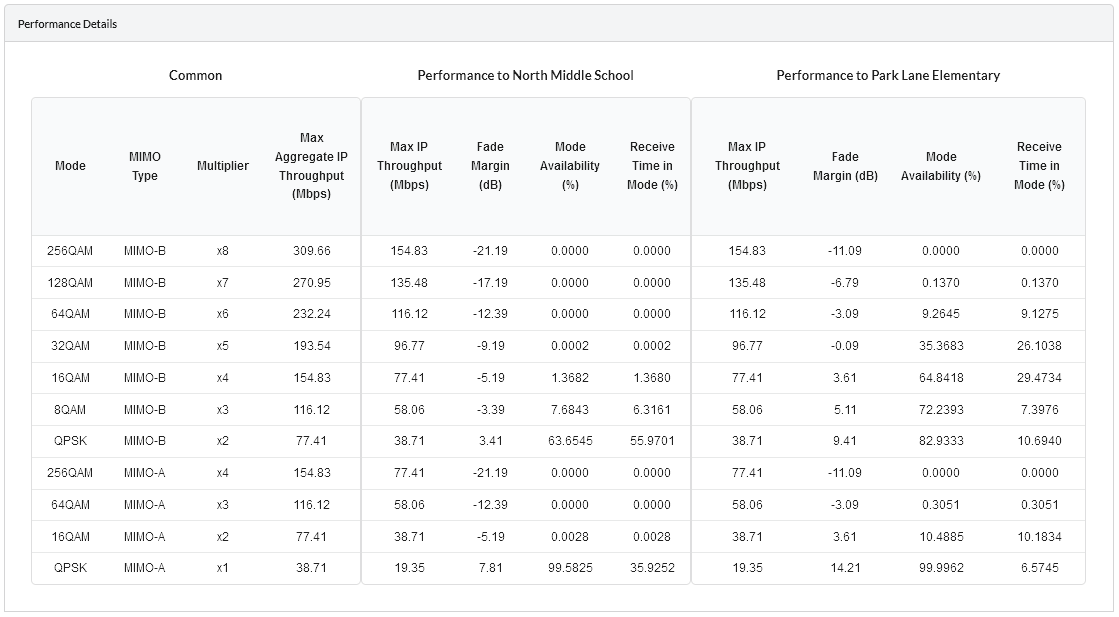 Performance Details
Common
Performance to North Middle School
Performance to Park Lane Elementary
Mode
MIMO
Type
Multiplier
Max
Aggregate IP
Throughput
(Mbps)
Max IP
Throughput
(Mbps)
Fade
Margin
(dB)
Mode
Availability
(%)
Receive
Time in
Mode (%)
Max IP
Throughput
(Mbps)
Fade
Margin (dB)
Mode
Availability (%)
Receive
Time in
Mode (%)
256QAM MIMO-B x8 309.66 154.83 -21.19 0.0000 0.0000 154.83 -11.09 0.0000 0.0000
128QAM MIMO-B x7 270.95 135.48 -17.19 0.0000 0.0000 135.48 -6.79 0.1370 0.1370
64QAM MIMO-B x6 232.24 116.12 -12.39 0.0000 0.0000 116.12 -3.09 9.2645 9.1275
32QAM MIMO-B x5 193.54 96.77 -9.19 0.0002 0.0002 96.77 -0.09 35.3683 26.1038
16QAM MIMO-B x4 154.83 77.41 -5.19 1.3682 1.3680 77.41 3.61 64.8418 29.4734
8QAM MIMO-B x3 116.12 58.06 -3.39 7.6843 6.3161 58.06 5.11 72.2393 7.3976
QPSK MIMO-B x2 77.41 38.71 3.41 63.6545 55.9701 38.71 9.41 82.9333 10.6940
256QAM MIMO-A x4 154.83 77.41 -21.19 0.0000 0.0000 77.41 -11.09 0.0000 0.0000
64QAM MIMO-A x3 116.12 58.06 -12.39 0.0000 0.0000 58.06 -3.09 0.3051 0.3051
16QAM MIMO-A x2 77.41 38.71 -5.19 0.0028 0.0028 38.71 3.61 10.4885 10.1834
QPSK MIMO-A x1 38.71 19.35 7.81 99.5825 35.9252 19.35 14.21 99.9962 6.5745